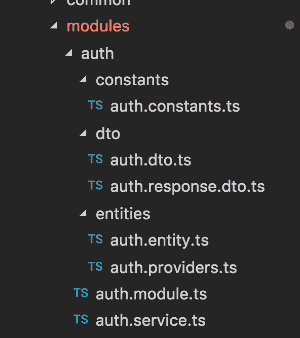 common
modules
auth
constants
TS auth.constants.ts
dto
TS auth.dto.ts
TS auth.response.dto.ts
entities
TS auth.entity.ts
TS auth.providers.ts
TS auth.module.ts
TS auth.service.ts